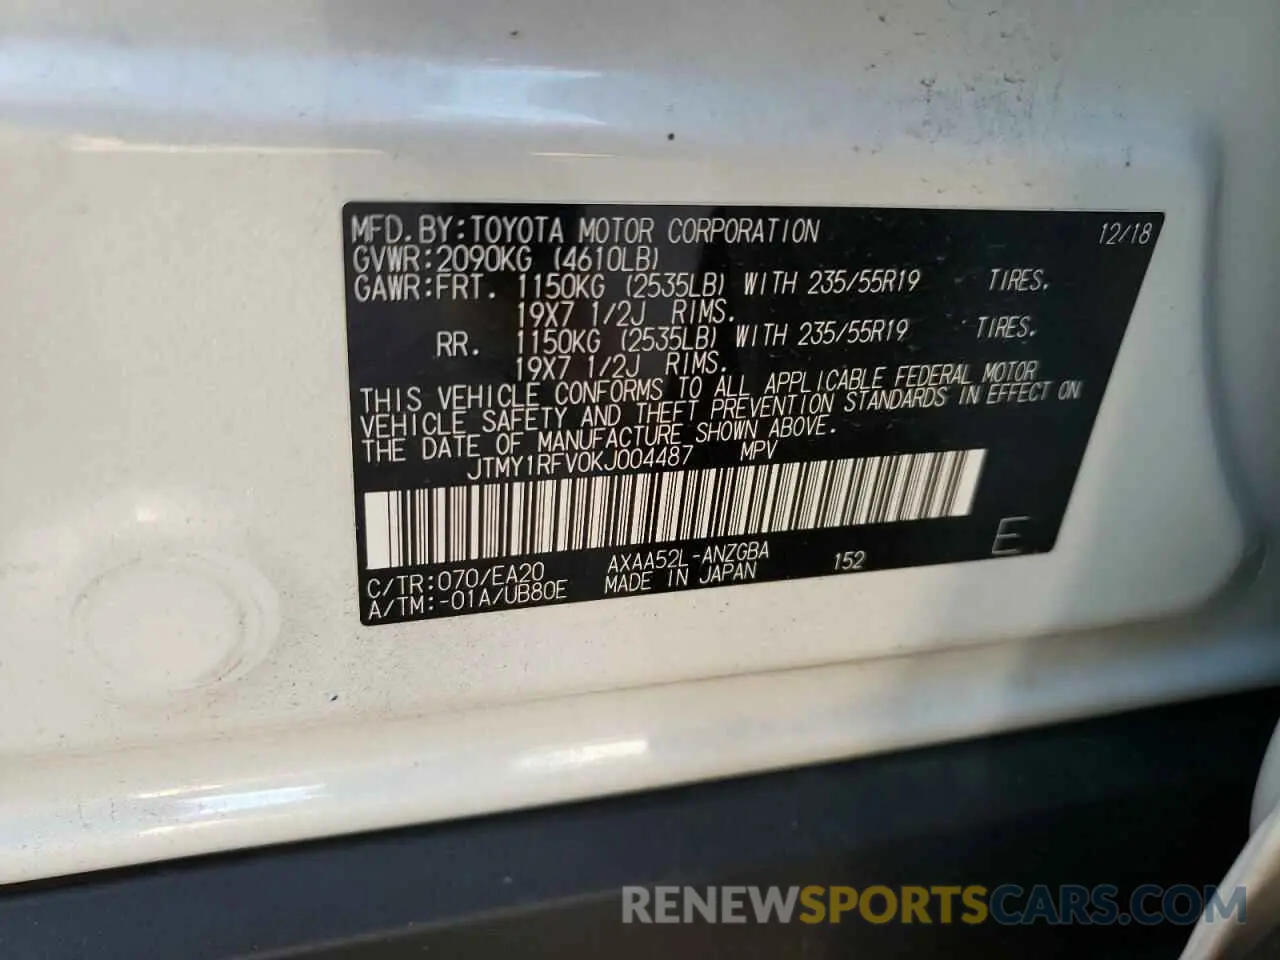 MFD. BY: TOYOTA MOTOR CORPORATION 12/18
GVWR: 2090KG (4610LB)
GAWR: FRT. 1150KG (2535LB) WITH 235/55R19 TIRES.
19X7 1/2J RIMS.
RR. 1150KG (2535LB) WITH 235/55R19 TIRES.
19X7 1/2J RIMS.
THIS VEHICLE CONFORMS TO ALL APPLICABLE FEDERAL MOTOR
VEHICLE SAFETY AND THEFT PREVENTION STANDARDS IN EFFECT ON
THE DATE OF MANUFACTURE SHOWN ABOVE.
JTMY1RFV0KJ004487 MPV
C/TR: 070/EA20 AXAA52L-ANZGBA 152 E
A/TM: -01A/UB80E MADE IN JAPAN
RENEWSPORTSCARS.COM